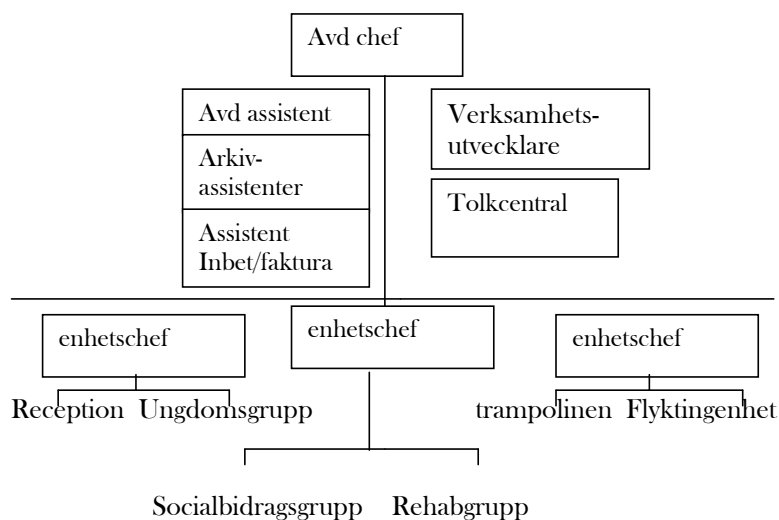 Avd chef
Avd assistent
Arkiv-
assistenter
Assistent
Inbet/faktura
Verksamhets-
utvecklare
Tolkcentral
enhetschef
enhetschef
enhetschef
Reception Ungdomsgrupp
trampolinen Flyktingenhet
Socialbidragsgrupp Rehabgrupp